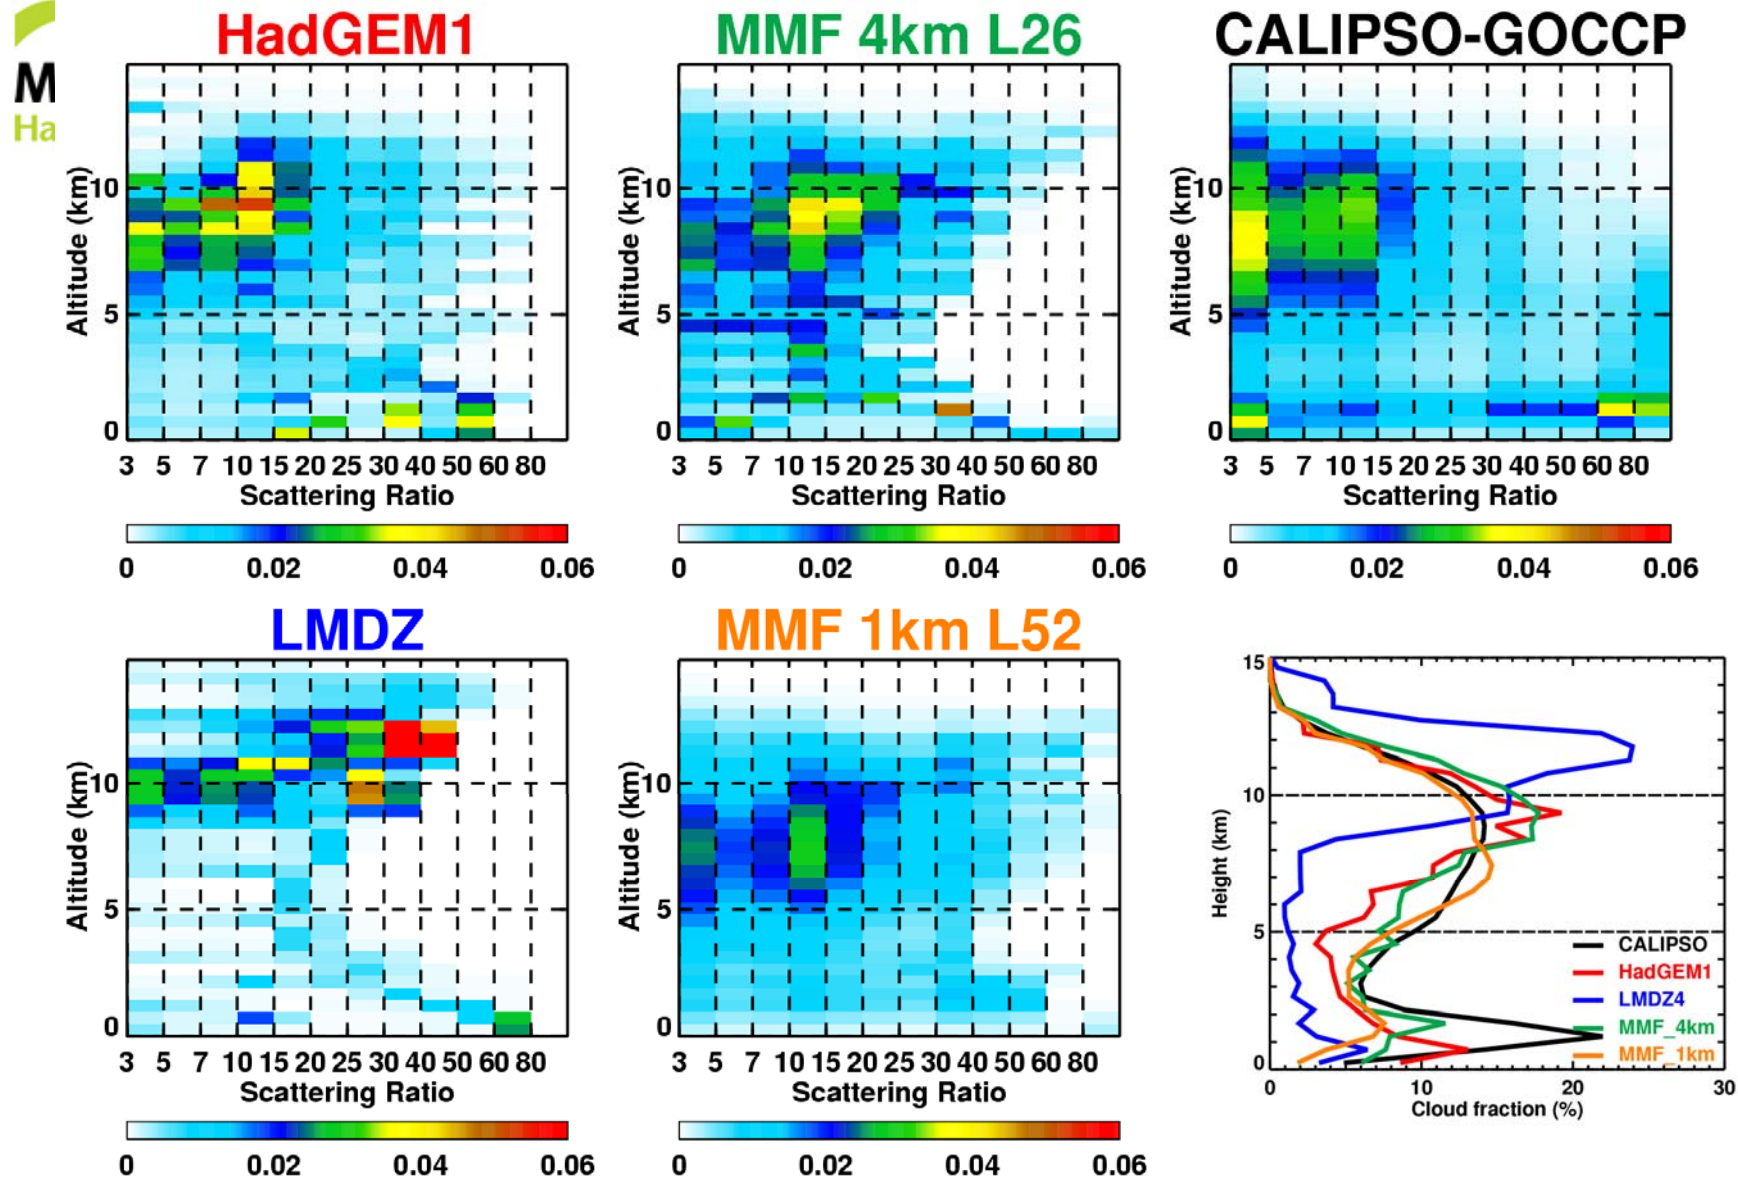 M
Ha
HadGEM1
MMF 4km L26
CALIPSO-GOCCP
Altitude (km)
10
5
0
3 5 7 10 15 20 25 30 40 50 60 80
Scattering Ratio
0 0.02 0.04 0.06
Altitude (km)
10
5
0
3 5 7 10 15 20 25 30 40 50 60 80
Scattering Ratio
0 0.02 0.04 0.06
Altitude (km)
10
5
0
3 5 7 10 15 20 25 30 40 50 60 80
Scattering Ratio
0 0.02 0.04 0.06
LMDZ
MMF 1km L52
Altitude (km)
10
5
0
3 5 7 10 15 20 25 30 40 50 60 80
Scattering Ratio
0 0.02 0.04 0.06
Altitude (km)
10
5
0
3 5 7 10 15 20 25 30 40 50 60 80
Scattering Ratio
0 0.02 0.04 0.06
Height (km)
15
10
5
0
CALIPSO
HadGEM1
LMDZ4
MMF_4km
MMF_1km
0 10 20 30
Cloud fraction (%)